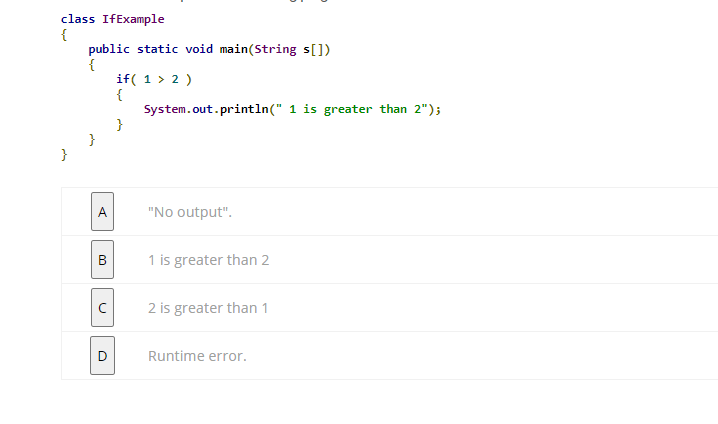 class IfExample
{
public static void main(String s[])
{
if( 1 > 2 )
{
System.out.println(" 1 is greater than 2");
}
}
}
A "No output".
B 1 is greater than 2
C 2 is greater than 1
D Runtime error.